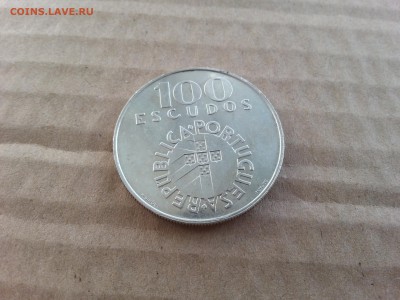 COINS.LAVE.RU
100
ESCUDOS
REPUBLICA PORTUGUESA